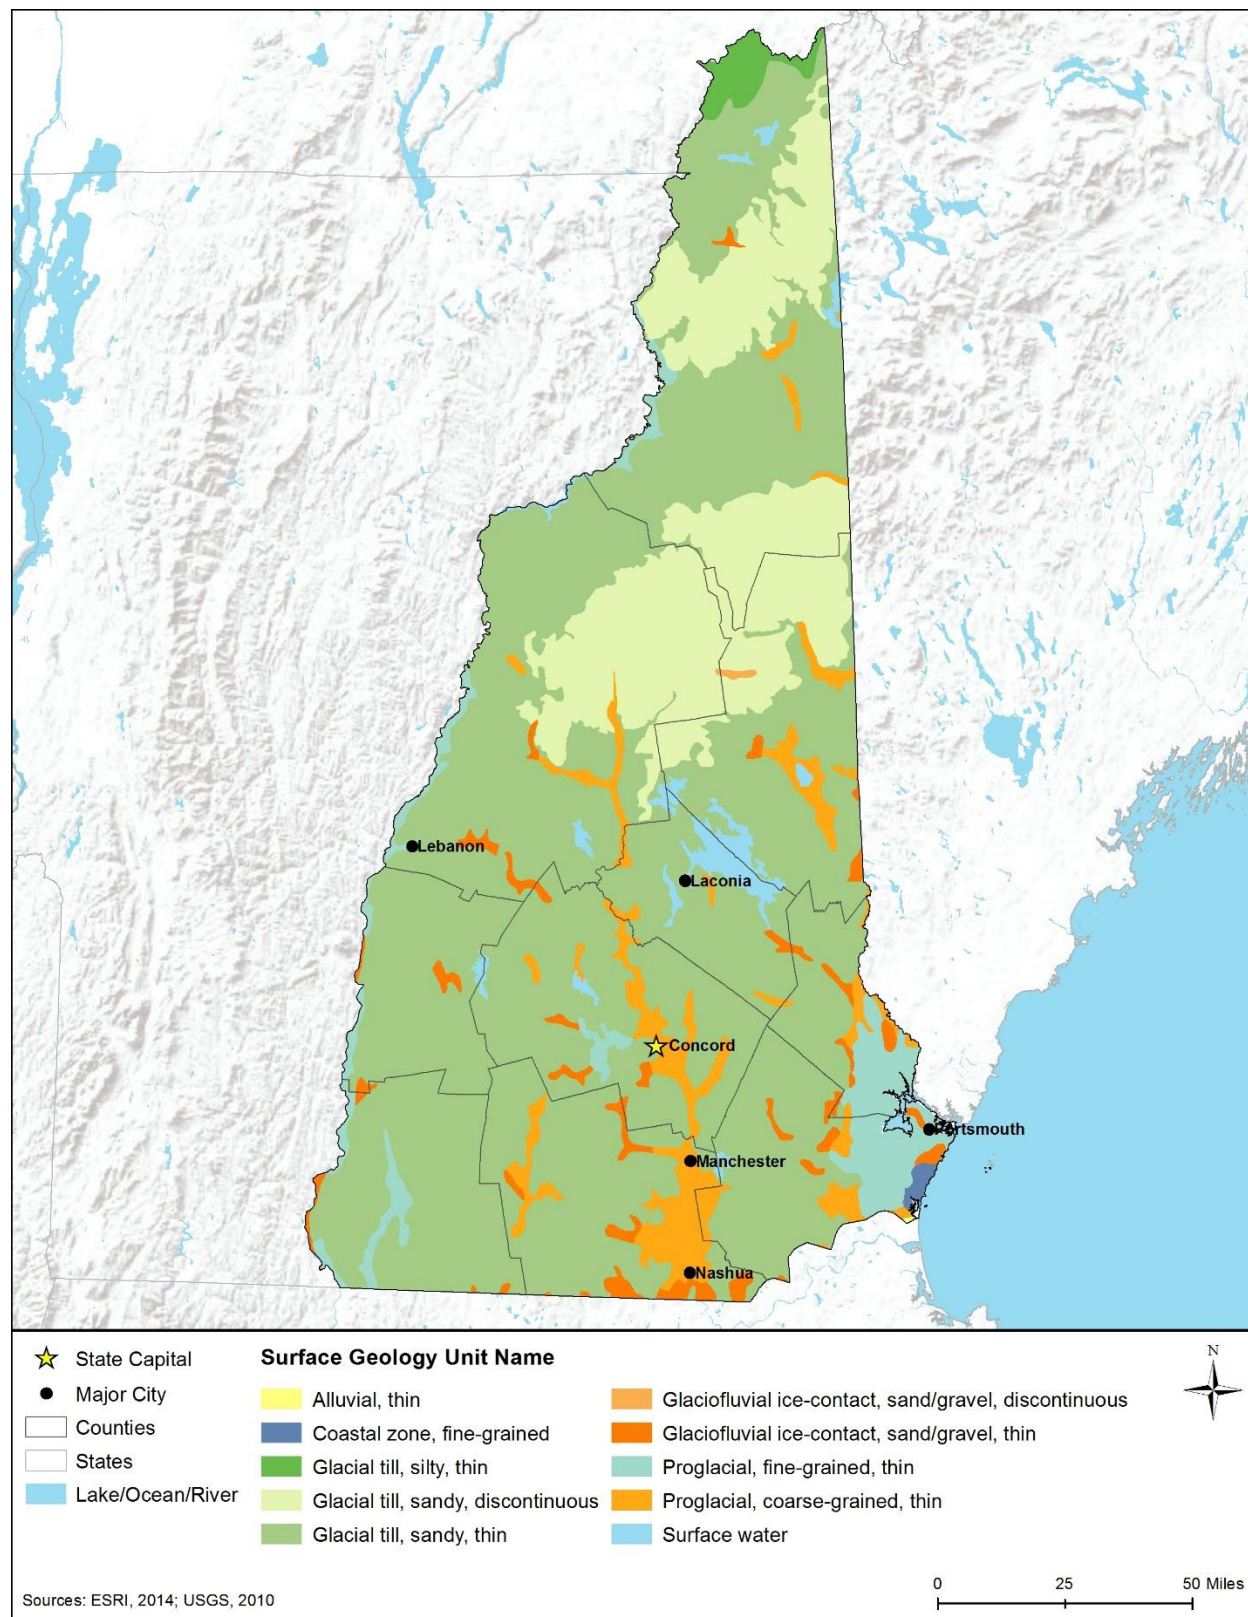 Lebanon
Laconia
Concord
Portsmouth
Manchester
Nashua
State Capital
Major City
Counties
States
Lake/Ocean/River
Surface Geology Unit Name
Alluvial, thin
Coastal zone, fine-grained
Glacial till, silty, thin
Glacial till, sandy, discontinuous
Glacial till, sandy, thin
Glaciofluvial ice-contact, sand/gravel, discontinuous
Glaciofluvial ice-contact, sand/gravel, thin
Proglacial, fine-grained, thin
Proglacial, coarse-grained, thin
Surface water
N
0 25 50 Miles
Sources: ESRI, 2014; USGS, 2010